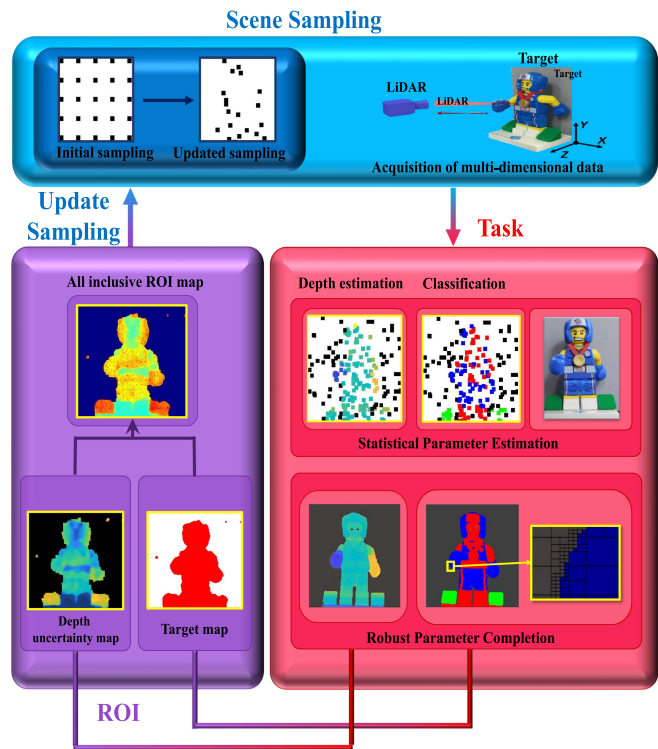 Scene Sampling
Initial sampling
Updated sampling
LiDAR
LiDAR
Target
Target
Y
X
Z
Acquisition of multi-dimensional data
Update
Sampling
Task
All inclusive ROI map
Depth
uncertainty map
Target map
ROI
Depth estimation
Classification
Statistical Parameter Estimation
Robust Parameter Completion